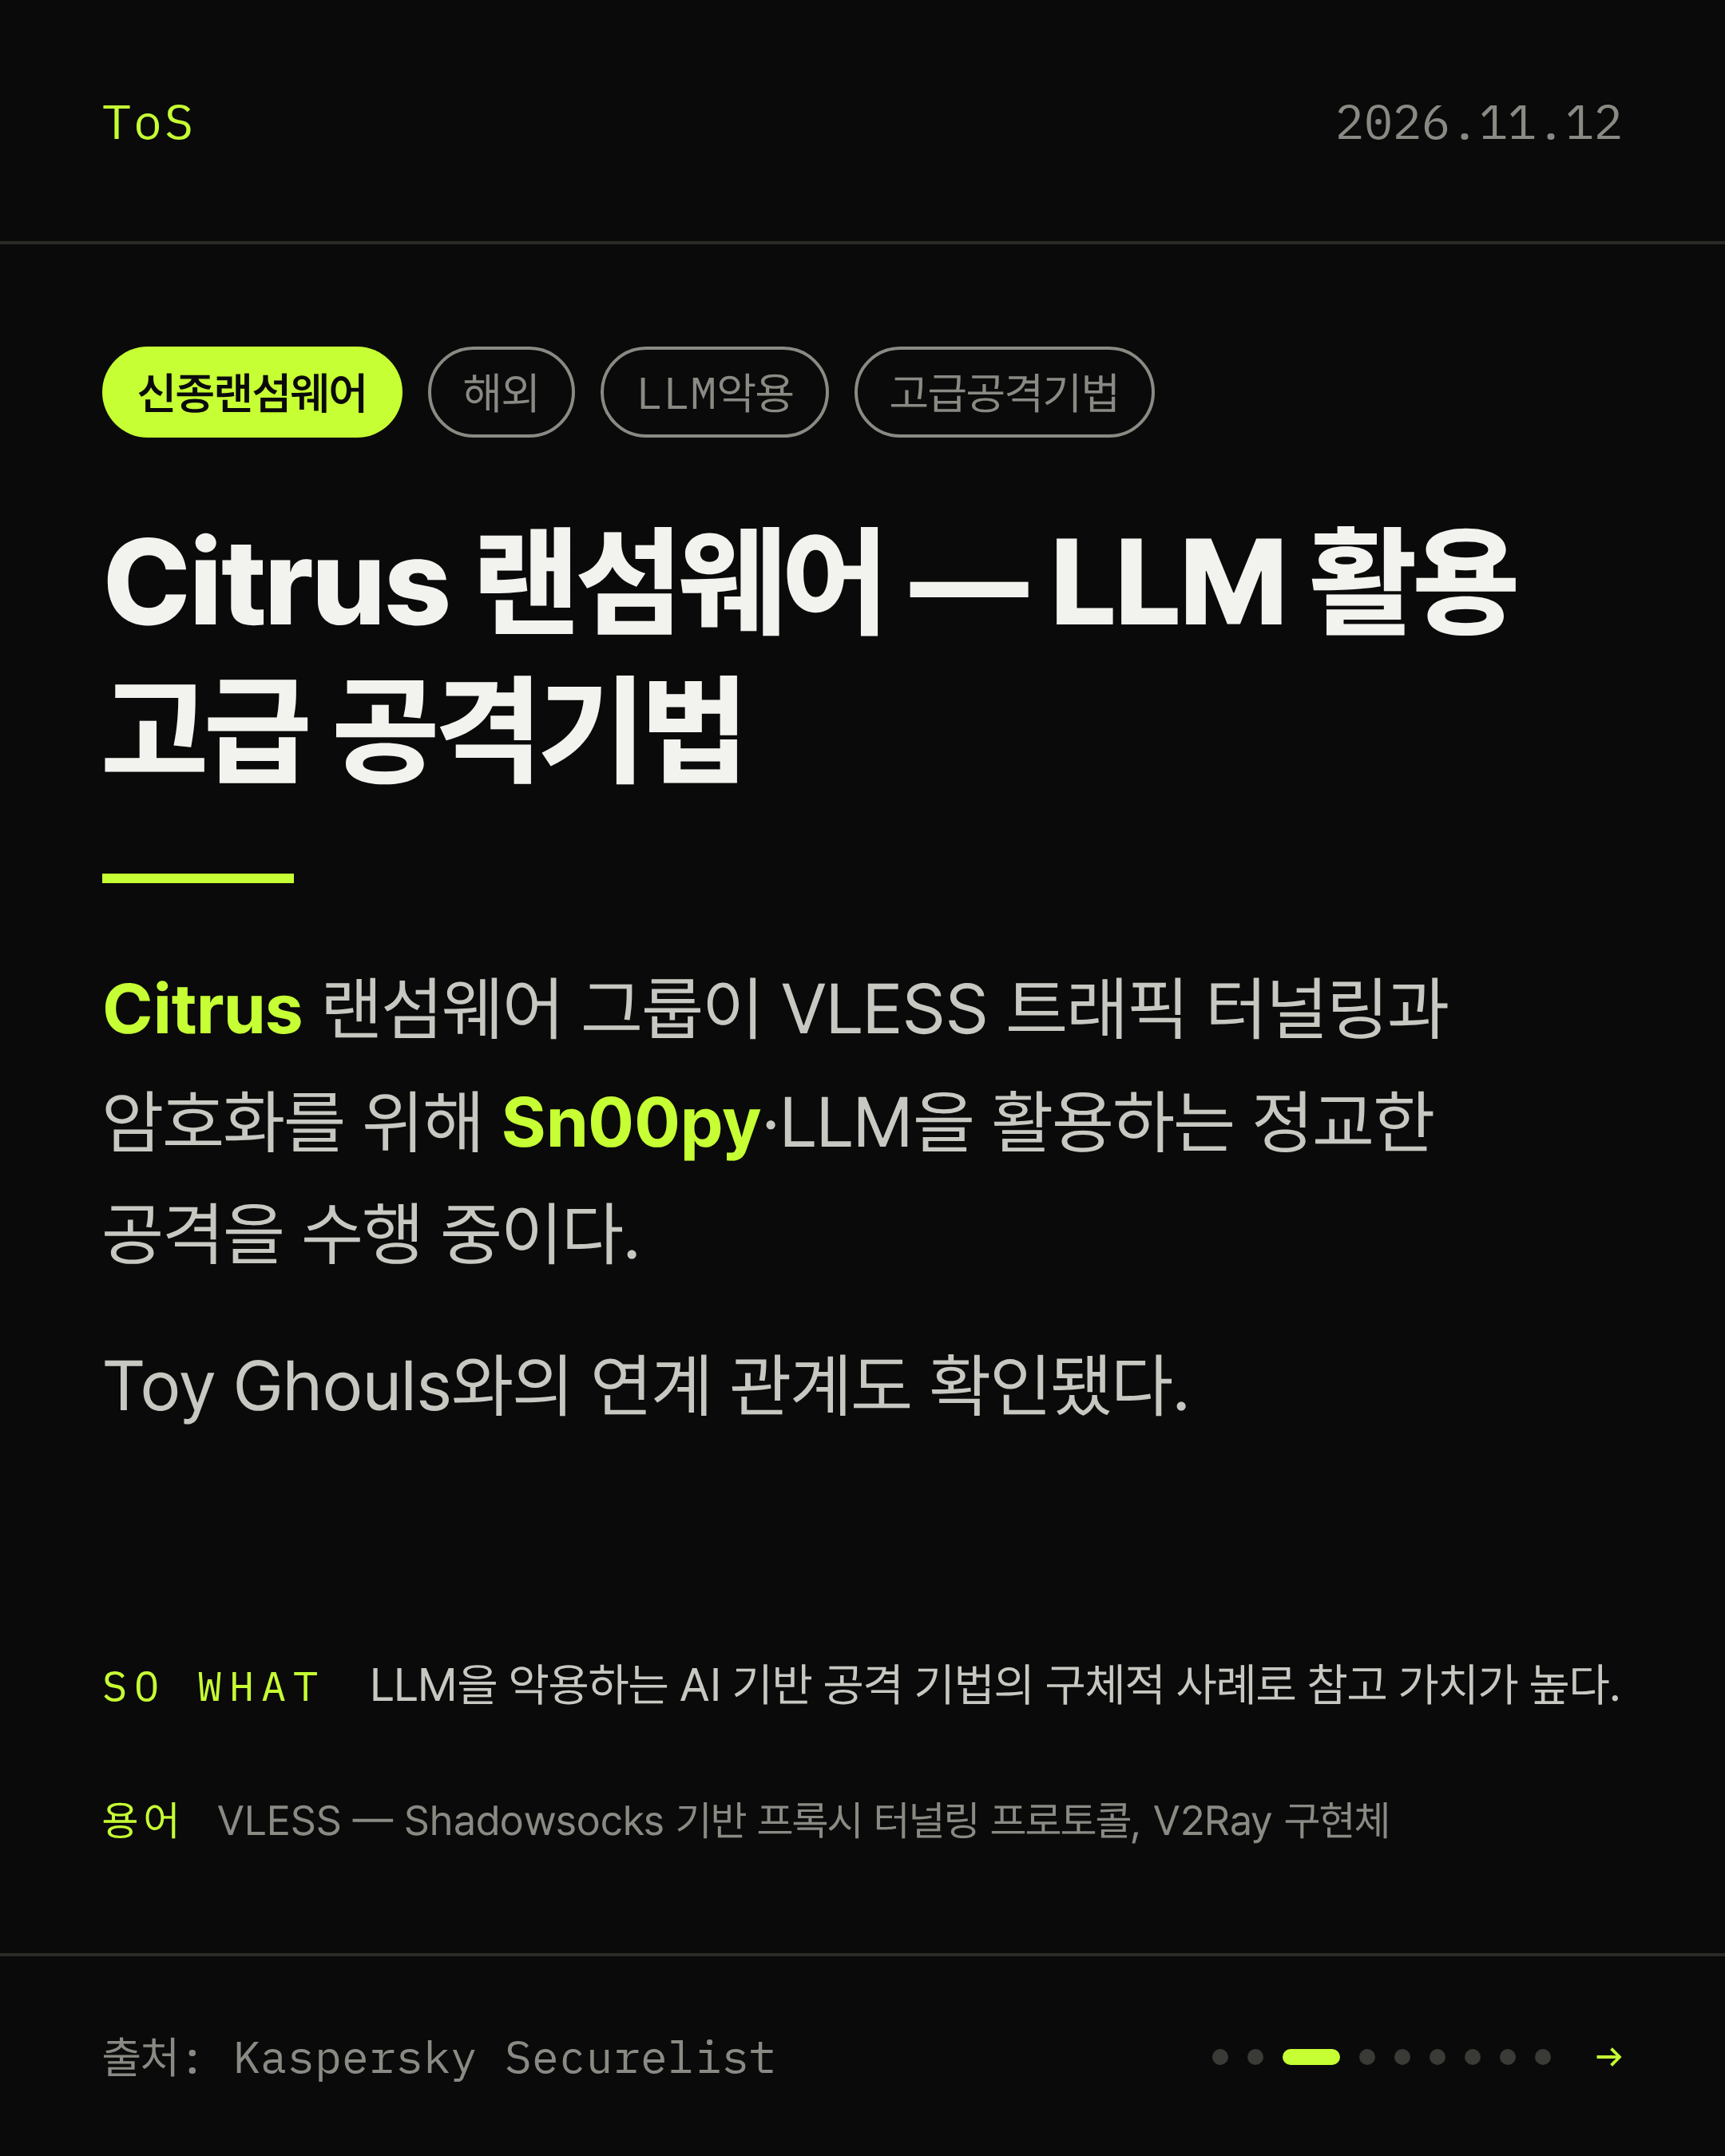 ToS
2026.11.12
신종랜섬웨어 해외 LLM악용 고급공격기법
Citrus 랜섬웨어 — LLM 활용
고급 공격기법
Citrus 랜섬웨어 그룹이 VLESS 트래픽 터널링과
암호화를 위해 Sn00py·LLM을 활용하는 정교한
공격을 수행 중이다.
Toy Ghouls와의 연계 관계도 확인됐다.
SO WHAT LLM을 악용하는 AI 기반 공격 기법의 구체적 사례로 참고 가치가 높다.
용어 VLESS — Shadowsocks 기반 프록시 터널링 프로토콜, V2Ray 구현체
출처: Kaspersky Securelist
→